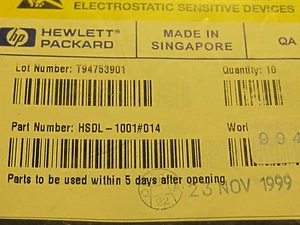 ELECTROSTATIC SENSITIVE DEVICES
hp HEWLETT PACKARD
MADE IN SINGAPORE
QA
Lot Number: T94753901
Quantity: 10
Part Number: HSDL-1001#014
Worl
994
Parts to be used within 5 days after opening
23 NOV 1999